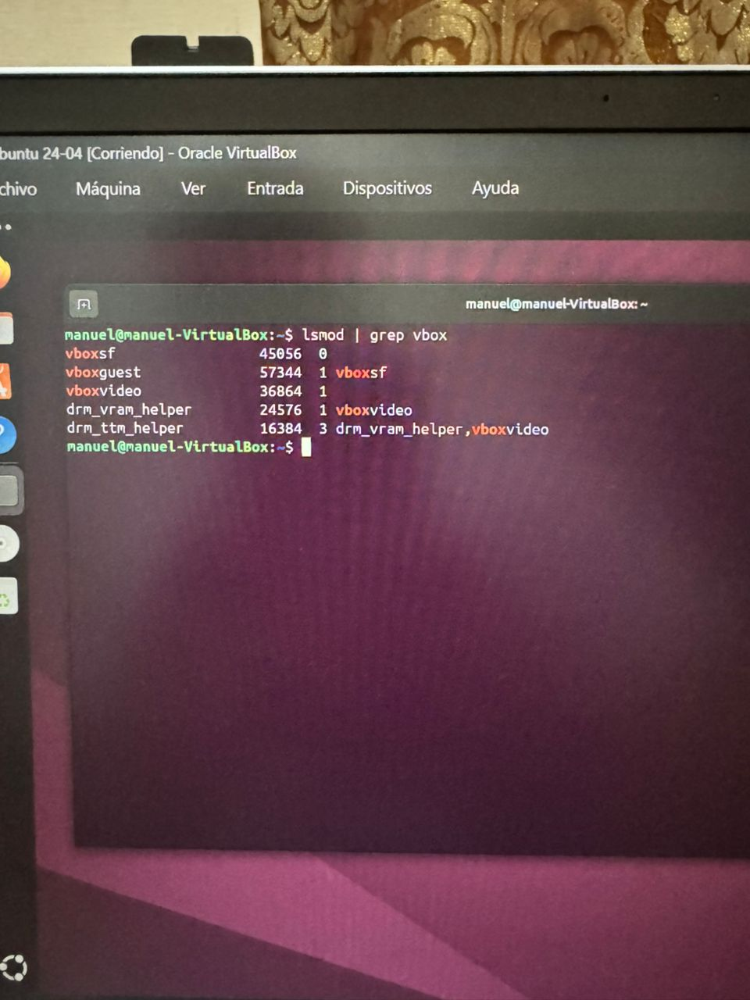 buntu 24-04 [Corriendo] - Oracle VirtualBox
chivo Máquina Ver Entrada Dispositivos Ayuda
manuel@manuel-VirtualBox: ~
manuel@manuel-VirtualBox:~$ lsmod | grep vbox
vboxsf 45056 0
vboxguest 57344 1 vboxsf
vboxvideo 36864 1
drm_vram_helper 24576 1 vboxvideo
drm_ttm_helper 16384 3 drm_vram_helper,vboxvideo
manuel@manuel-VirtualBox:~$